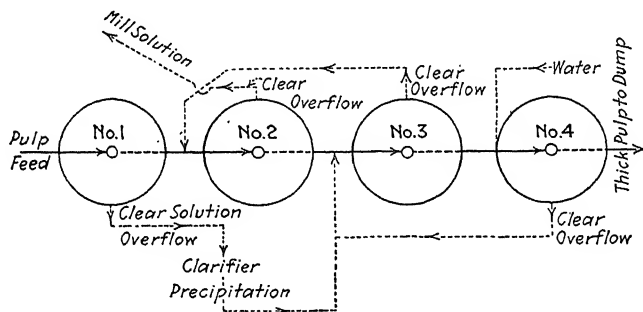 Mill Solution
Clear
Overflow
Clear
Overflow
Water
Pulp
Feed
No.1
No.2
No.3
No.4
Thick Pulp to Dump
Clear Solution
Overflow
Clarifier
Precipitation
Clear
Overflow